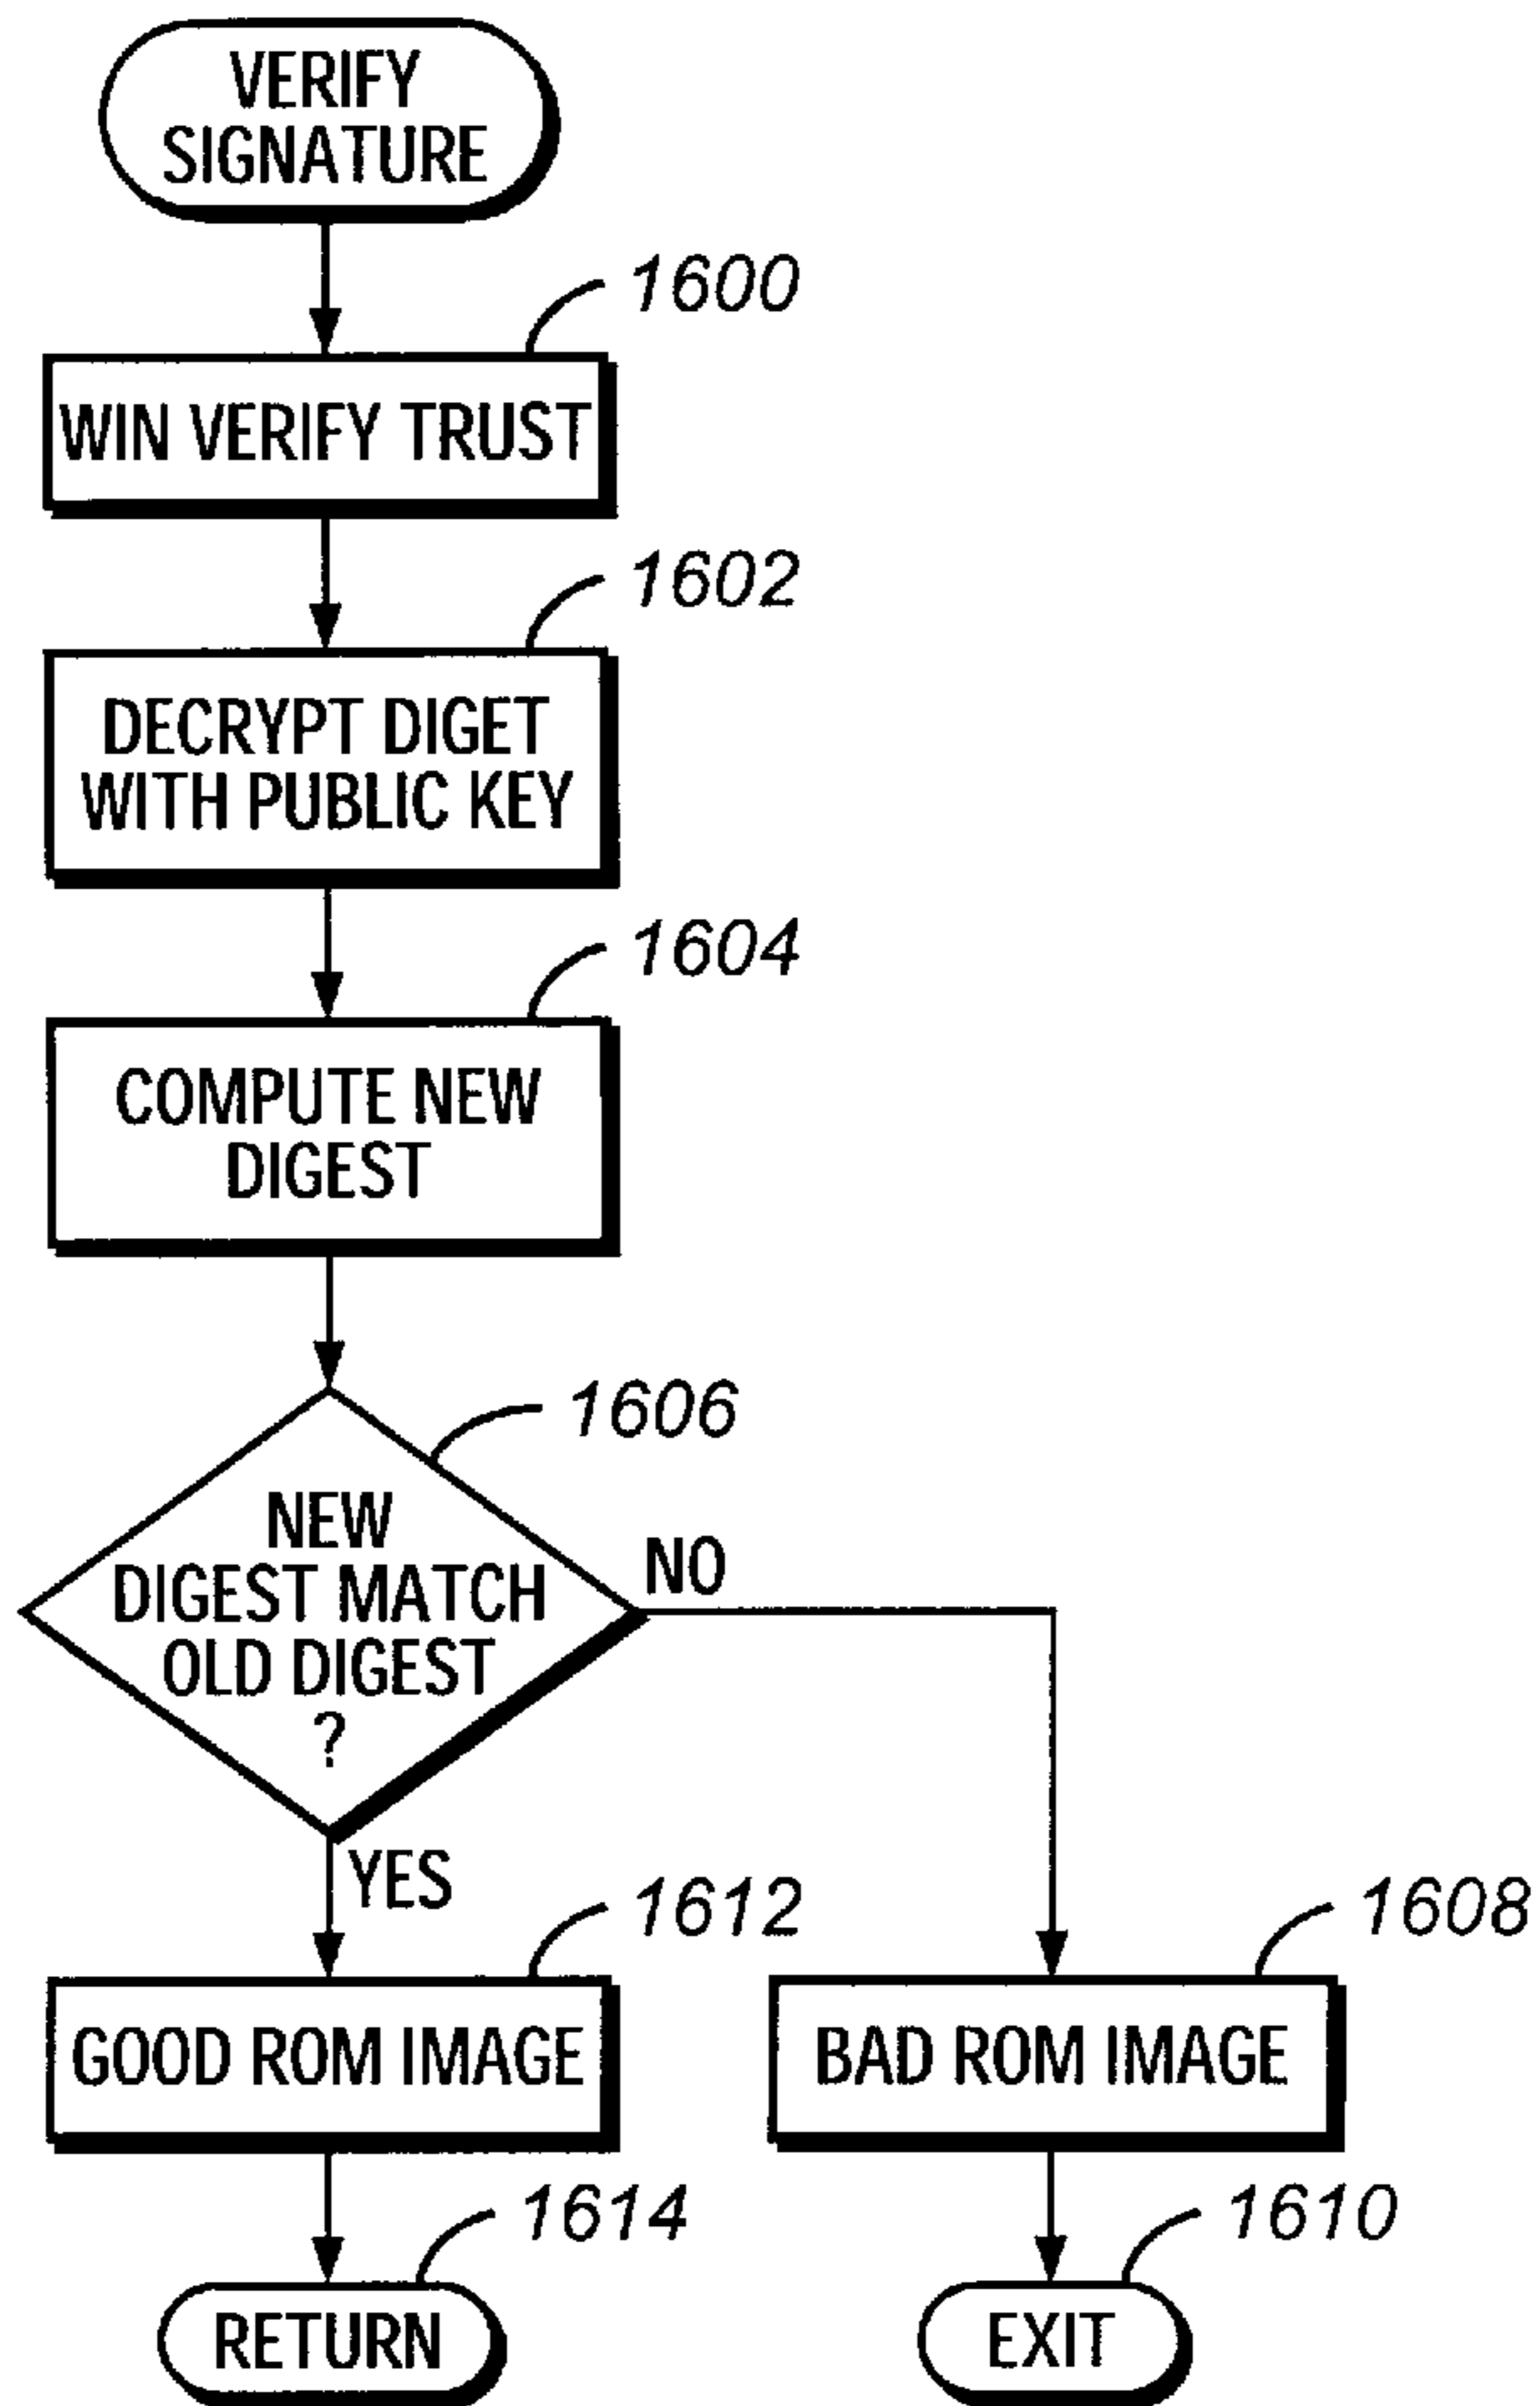 VERIFY
SIGNATURE
1600
WIN VERIFY TRUST
1602
DECRYPT DIGET
WITH PUBLIC KEY
1604
COMPUTE NEW
DIGEST
1606
NEW
DIGEST MATCH
OLD DIGEST
?
NO
YES
1612
GOOD ROM IMAGE
1608
BAD ROM IMAGE
1614
RETURN
1610
EXIT